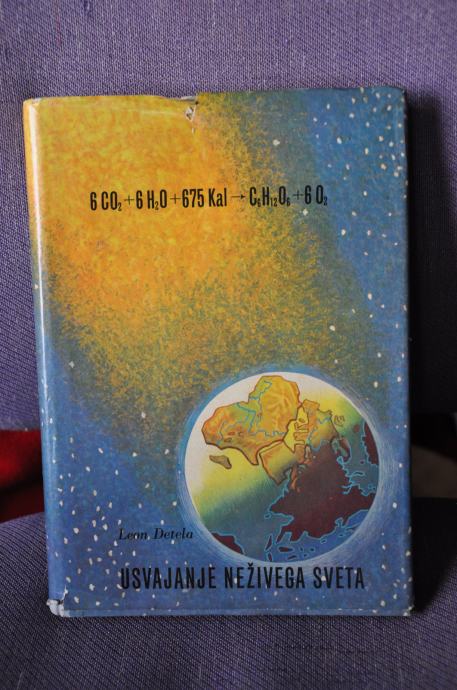 6 CO₂ + 6 H₂O + 675 Kal → C₆H₁₂O₆ + 6 O₂
Leon Detela
USVAJANJE NEŽIVEGA SVETA